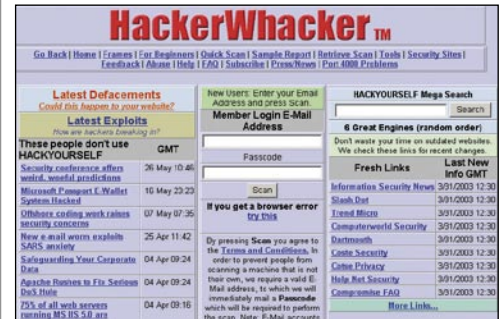 HackerWhacker TM
Go Back | Home | Frames | For Beginners | Quick Scan | Sample Report | Retrieve Scan | Tools | Security Sites |
Feedback | Abuse | Help | FAQ | Subscribe | Press/News | Port 4000 Problems
Latest Defacements
Could this happen to your website?
Latest Exploits
How are hackers breaking in?
These people don't use HACKYOURSELF
GMT
Security conference offers weird, woeful predictions
26 May 10:46
Microsoft Passport E-Wallet System Hacked
10 May 23:23
Offshore coding work raises security concerns
07 May 07:35
New e-mail worm exploits SARS anxiety
25 Apr 11:42
Safeguarding Your Corporate Data
04 Apr 09:24
Apache Rushes to Fix Serious DoS Hole
04 Apr 09:24
75% of all web servers running MS IIS 5.0 are
04 Apr 09:16
New Users: Enter your Email Address and press Scan.
Member Login E-Mail Address
Passcode
Scan
If you get a browser error
try this
By pressing Scan you agree to
the Terms and Conditions. In
order to prevent people from
scanning a machine that is not
their own, we require a valid E-
Mail address, to which we will
immediately mail a Passcode
which will be required to perform
the scan. Note: E-Mail accounts
HACKYOURSELF Mega Search
Search
6 Great Engines (random order)
Don't waste your time on outdated websites.
We check these links for recent changes.
Fresh Links
Last New Info GMT
Information Security News 3/31/2003 12:30
Slash Dot 3/31/2003 12:30
Trend Micro 3/31/2003 12:30
Computerworld Security 3/31/2003 12:30
Dartmouth 3/31/2003 12:30
Caste Security 3/31/2003 12:30
Cotse Privacy 3/31/2003 12:30
Help Net Security 3/31/2003 12:30
Compromise FAQ 3/31/2003 12:30
More Links...